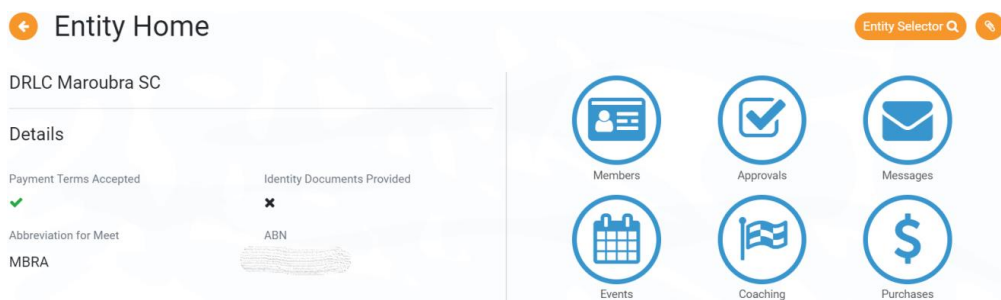 Entity Home
Entity Selector
DRLC Maroubra SC
Details
Payment Terms Accepted
Identity Documents Provided
Abbreviation for Meet
ABN
MBRA
Members
Approvals
Messages
Events
Coaching
Purchases